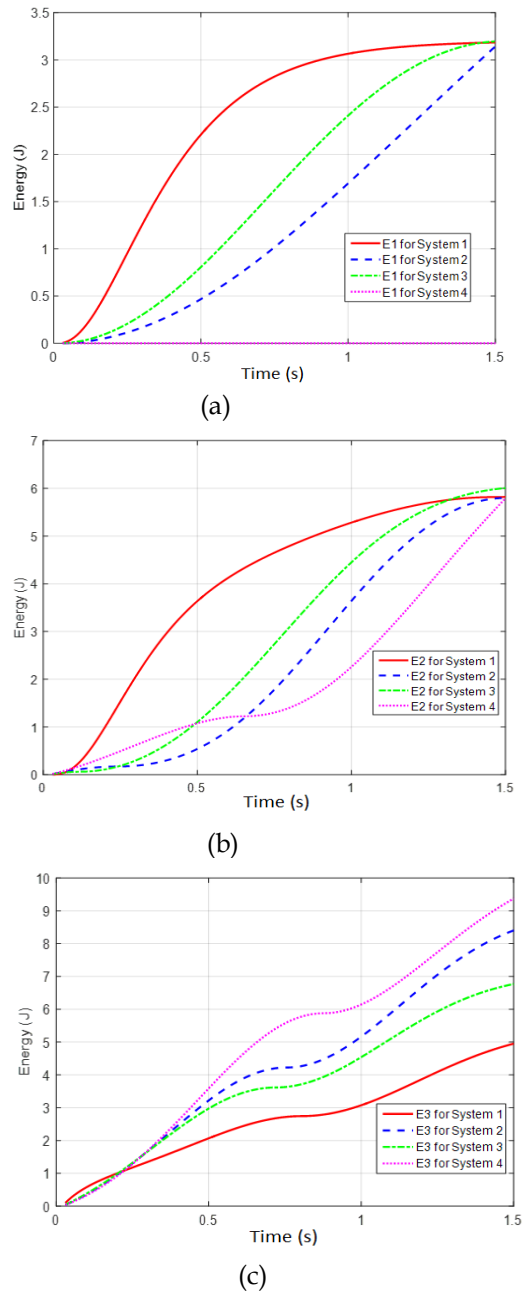 3.5
3
2.5
2
1.5
1
0.5
0
Energy (J)
E1 for System 1
E1 for System 2
E1 for System 3
E1 for System 4
0 0.5 1 1.5
Time (s)
(a)
7
6
5
4
3
2
1
0
Energy (J)
E2 for System 1
E2 for System 2
E2 for System 3
E2 for System 4
0 0.5 1 1.5
Time (s)
(b)
10
9
8
7
6
5
4
3
2
1
0
Energy (J)
E3 for System 1
E3 for System 2
E3 for System 3
E3 for System 4
0 0.5 1 1.5
Time (s)
(c)